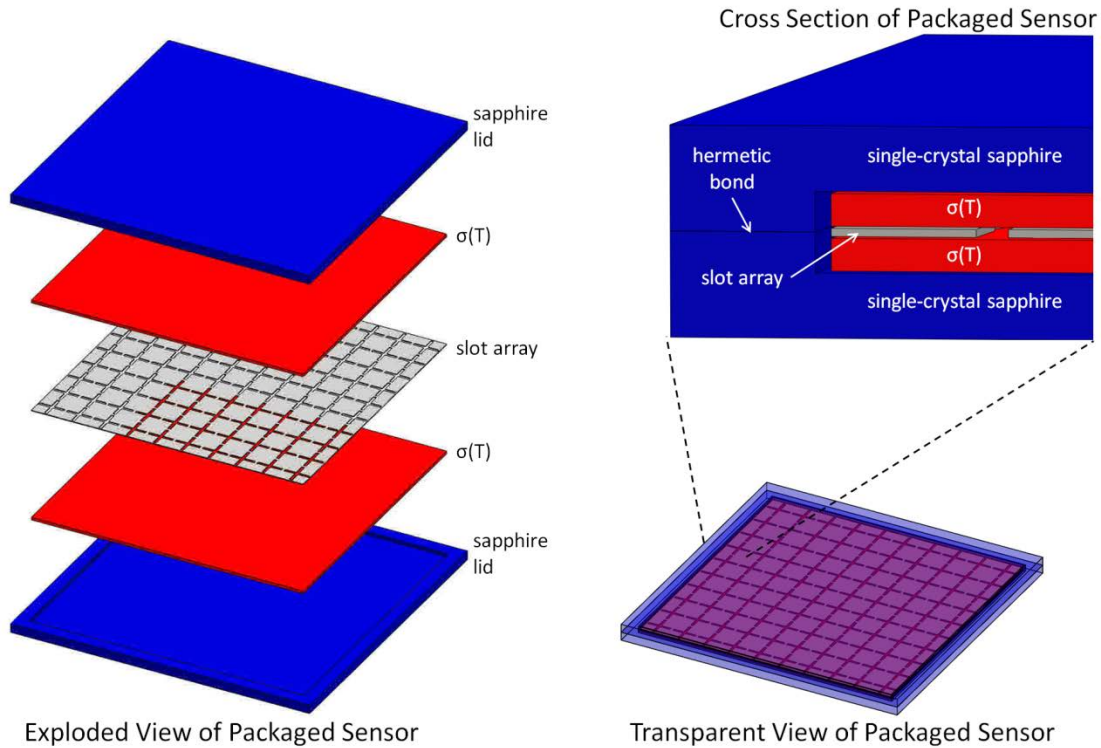 Cross Section of Packaged Sensor
sapphire
lid
σ(T)
slot array
σ(T)
sapphire
lid
Exploded View of Packaged Sensor
hermetic
bond
single-crystal sapphire
σ(T)
σ(T)
slot array
single-crystal sapphire
Transparent View of Packaged Sensor